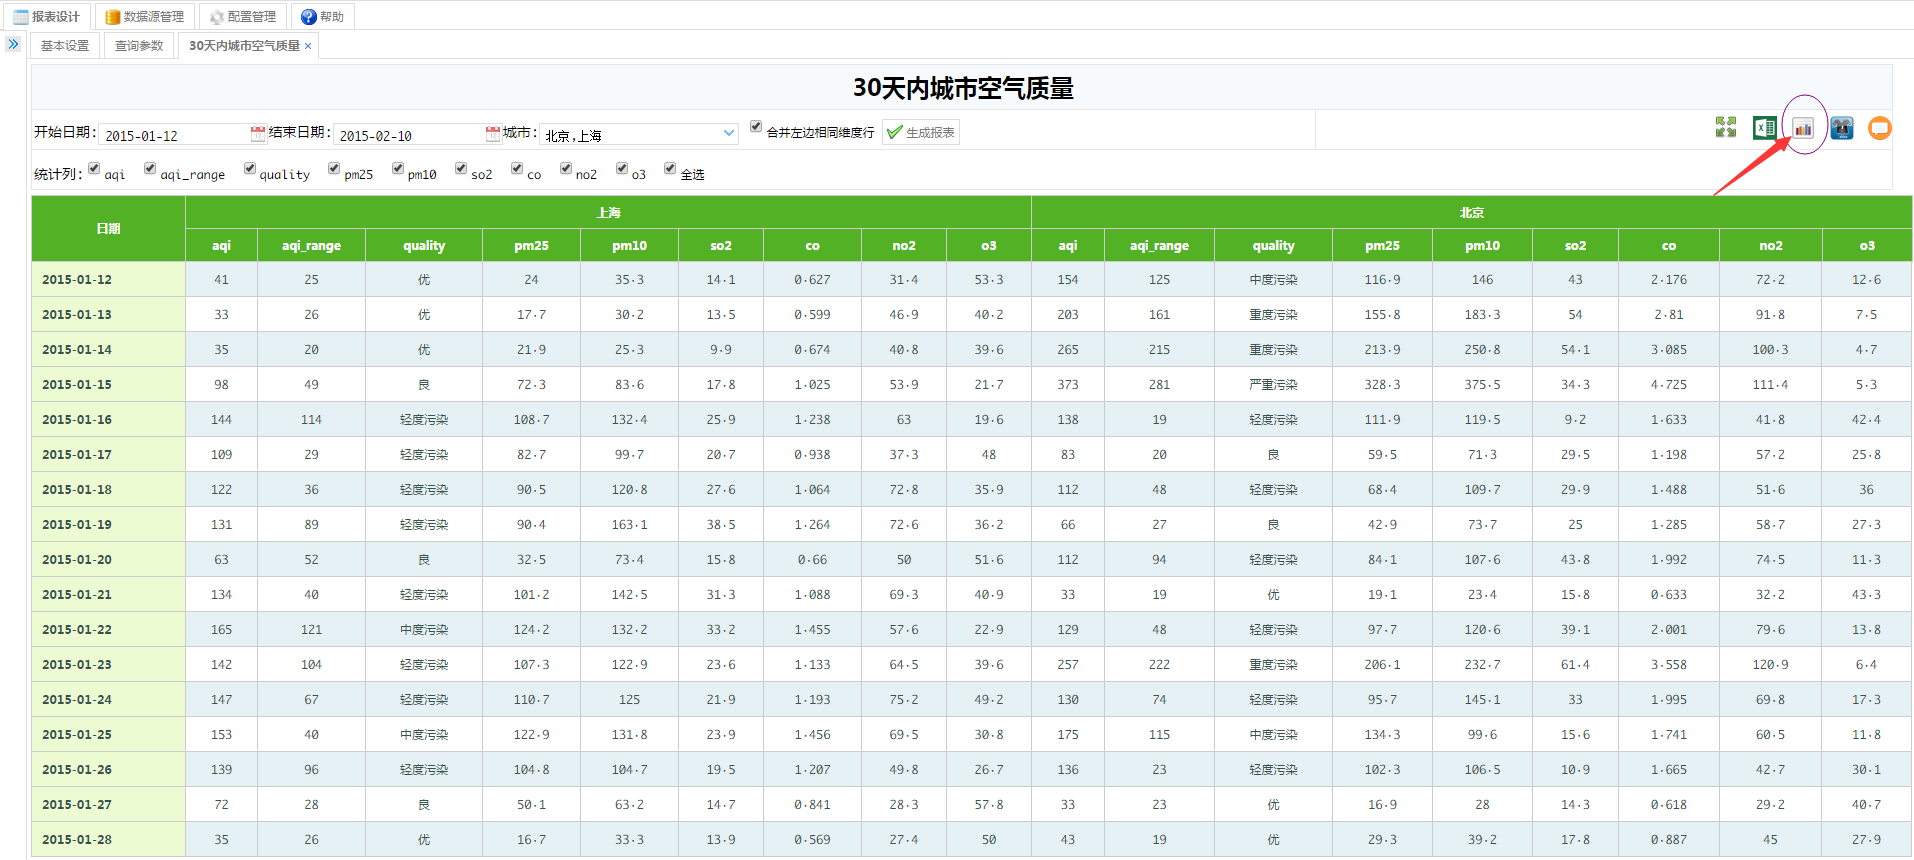 报表设计 数据源管理 配置管理 帮助
基本设置 查询参数 30天内城市空气质量 ×
30天内城市空气质量
开始日期: 2015-01-12 结束日期: 2015-02-10 城市: 北京,上海 合并左边相同维度行 生成报表
统计列: aqi aqi_range quality pm25 pm10 so2 co no2 o3 全选
日期 上海 北京
aqi aqi_range quality pm25 pm10 so2 co no2 o3 aqi aqi_range quality pm25 pm10 so2 co no2 o3
2015-01-12 41 25 优 24 35.3 14.1 0.627 31.4 53.3 154 125 中度污染 116.9 146 43 2.176 72.2 12.6
2015-01-13 33 26 优 17.7 30.2 13.5 0.599 46.9 40.2 203 161 重度污染 155.8 183.3 54 2.81 91.8 7.5
2015-01-14 35 20 优 21.9 25.3 9.9 0.674 40.8 39.6 265 215 重度污染 213.9 250.8 54.1 3.085 100.3 4.7
2015-01-15 98 49 良 72.3 83.6 17.8 1.025 53.9 21.7 373 281 严重污染 328.3 375.5 34.3 4.725 111.4 5.3
2015-01-16 144 114 轻度污染 108.7 132.4 25.9 1.238 63 19.6 138 19 轻度污染 111.9 119.5 9.2 1.633 41.8 42.4
2015-01-17 109 29 轻度污染 82.7 99.7 20.7 0.938 37.3 48 83 20 良 59.5 71.3 29.5 1.198 57.2 25.8
2015-01-18 122 36 轻度污染 90.5 120.8 27.6 1.064 72.8 35.9 112 48 轻度污染 68.4 109.7 29.9 1.488 51.6 36
2015-01-19 131 89 轻度污染 90.4 163.1 38.5 1.264 72.6 36.2 66 27 良 42.9 73.7 25 1.285 58.7 27.3
2015-01-20 63 52 良 32.5 73.4 15.8 0.66 50 51.6 112 94 轻度污染 84.1 107.6 43.8 1.992 74.5 11.3
2015-01-21 134 40 轻度污染 101.2 142.5 31.3 1.088 69.3 40.9 33 19 优 19.1 23.4 15.8 0.633 32.2 43.3
2015-01-22 165 121 中度污染 124.2 132.2 33.2 1.455 57.6 22.9 129 48 轻度污染 97.7 120.6 39.1 2.001 79.6 13.8
2015-01-23 142 104 轻度污染 107.3 122.9 23.6 1.133 64.5 39.6 257 222 重度污染 206.1 232.7 61.4 3.558 120.9 6.4
2015-01-24 147 67 轻度污染 110.7 125 21.9 1.193 75.2 49.2 130 74 轻度污染 95.7 145.1 33 1.995 69.8 17.3
2015-01-25 153 40 中度污染 122.9 131.8 23.9 1.456 69.5 30.8 175 115 中度污染 134.3 99.6 15.6 1.741 60.5 11.8
2015-01-26 139 96 轻度污染 104.8 104.7 19.5 1.207 49.8 26.7 136 23 轻度污染 102.3 106.5 10.9 1.665 42.7 30.1
2015-01-27 72 28 良 50.1 63.2 14.7 0.841 28.3 57.8 33 23 优 16.9 28 14.3 0.618 29.2 40.7
2015-01-28 35 26 优 16.7 33.3 13.9 0.569 27.4 50 43 19 优 29.3 39.2 17.8 0.887 45 27.9